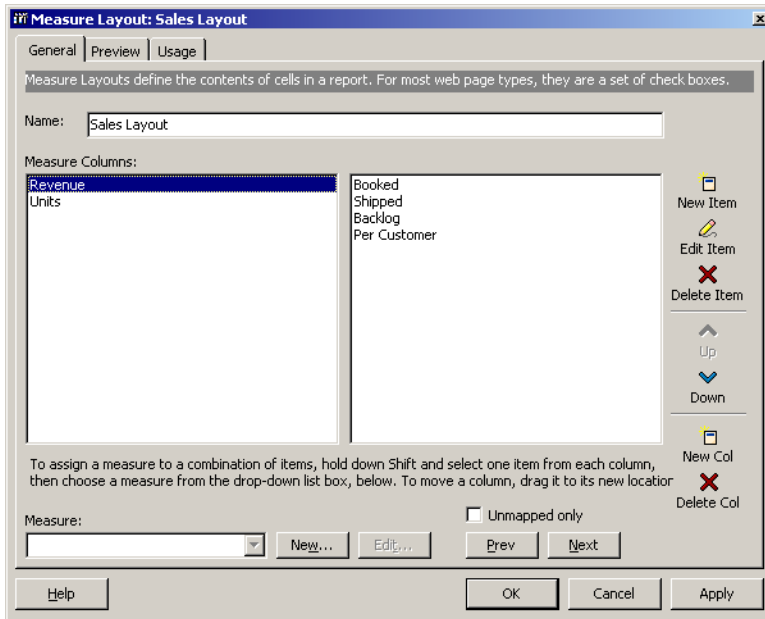 Measure Layout: Sales Layout
General Preview Usage
Measure Layouts define the contents of cells in a report. For most web page types, they are a set of check boxes.
Name: Sales Layout
Measure Columns:
Revenue
Units
Booked
Shipped
Backlog
Per Customer
New Item
Edit Item
Delete Item
Up
Down
New Col
Delete Col
To assign a measure to a combination of items, hold down Shift and select one item from each column,
then choose a measure from the drop-down list box, below. To move a column, drag it to its new location
Unmapped only
Measure:
New... Edit... Prev Next
Help OK Cancel Apply